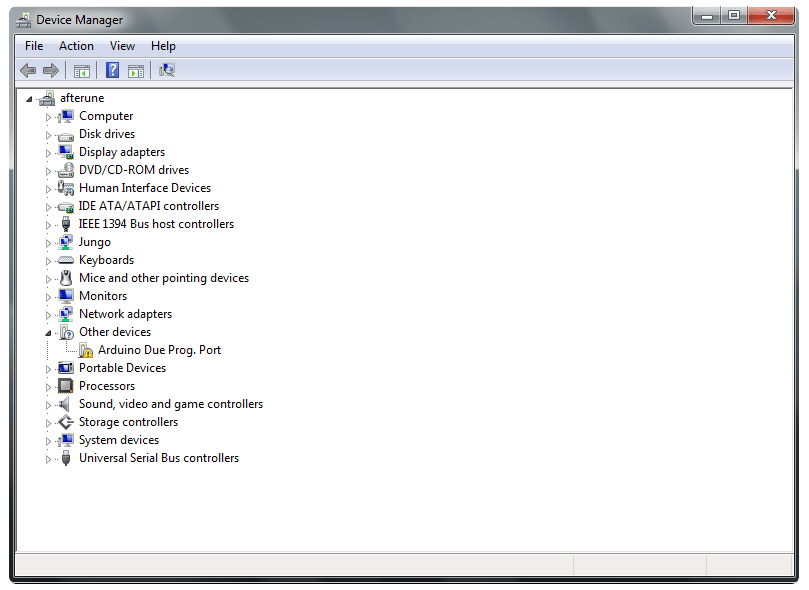 Device Manager
File Action View Help
afterune
Computer
Disk drives
Display adapters
DVD/CD-ROM drives
Human Interface Devices
IDE ATA/ATAPI controllers
IEEE 1394 Bus host controllers
Jungo
Keyboards
Mice and other pointing devices
Monitors
Network adapters
Other devices
Arduino Due Prog. Port
Portable Devices
Processors
Sound, video and game controllers
Storage controllers
System devices
Universal Serial Bus controllers